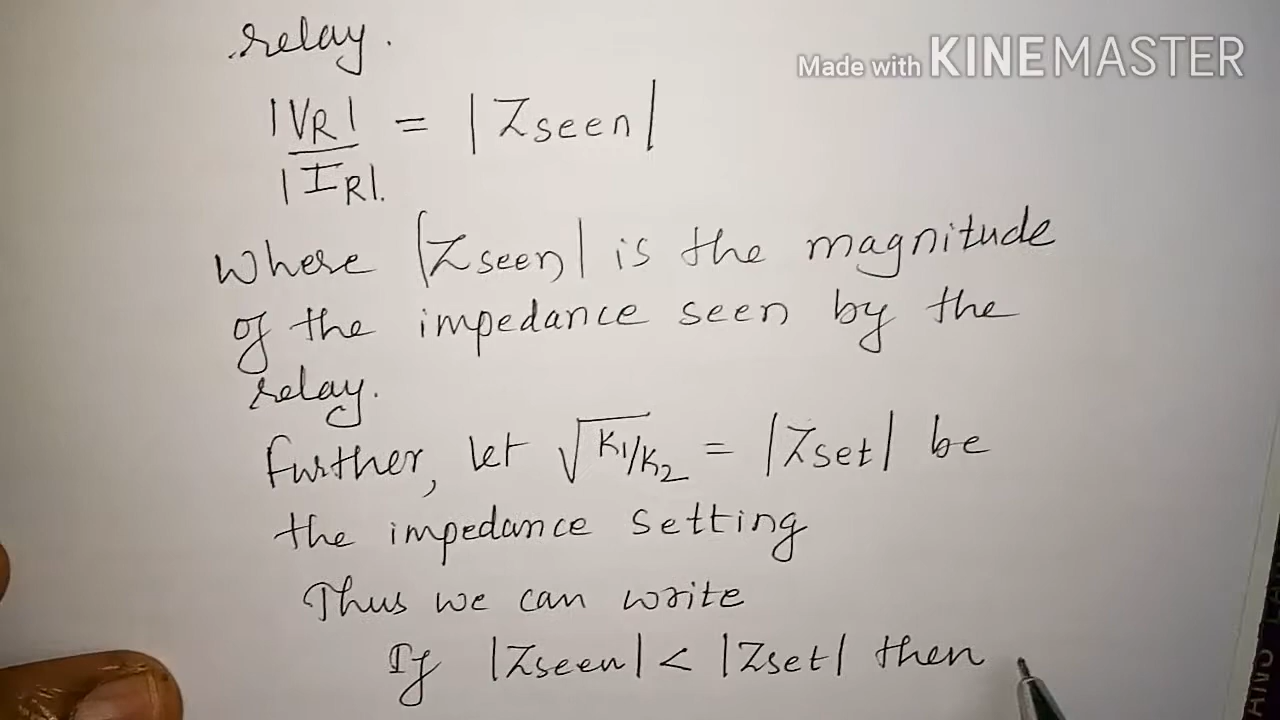 relay.
Made with KINEMASTER
|VR|
|IR|. = |Zseen|
Where |Zseen| is the magnitude
of the impedance seen by the
relay.
Further, let √K1/K2 = |Zset| be
the impedance setting
Thus we can write
If |Zseen| < |Zset| then